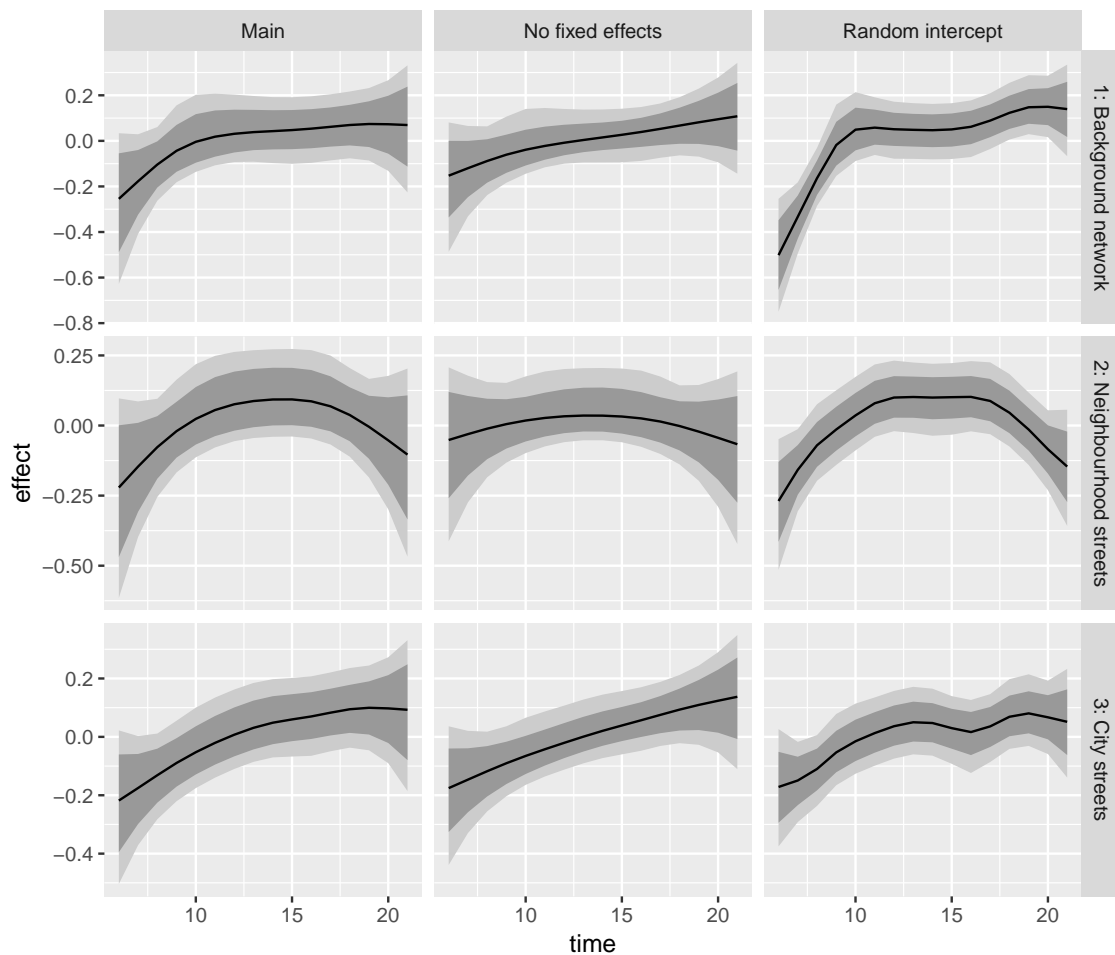 Main
No fixed effects
Random intercept
0.2
0.0
−0.2
−0.4
−0.6
−0.8
1: Background network
0.25
0.00
−0.25
−0.50
2: Neighbourhood streets
0.2
0.0
−0.2
−0.4
3: City streets
effect
10 15 20
10 15 20
10 15 20
time